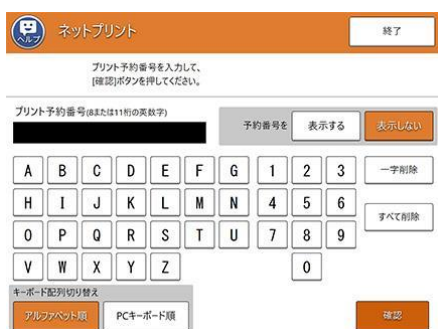 ヘルプ
ネットプリント
終了
プリント予約番号を入力して、
[確認]ボタンを押してください。
プリント予約番号(8または11桁の英数字)
予約番号を 表示する 表示しない
A B C D E F G 1 2 3 一字削除
H I J K L M N 4 5 6
すべて削除
O P Q R S T U 7 8 9
V W X Y Z 0
キーボード配列切り替え
アルファベット順 PCキーボード順 確認